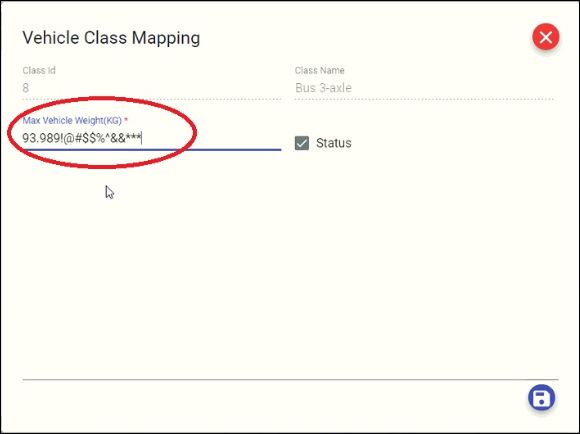 Vehicle Class Mapping
Class Id
Class Name
8
Bus 3-axle
Max Vehicle Weight(KG) *
93.989!@#$$%^&&***
Status